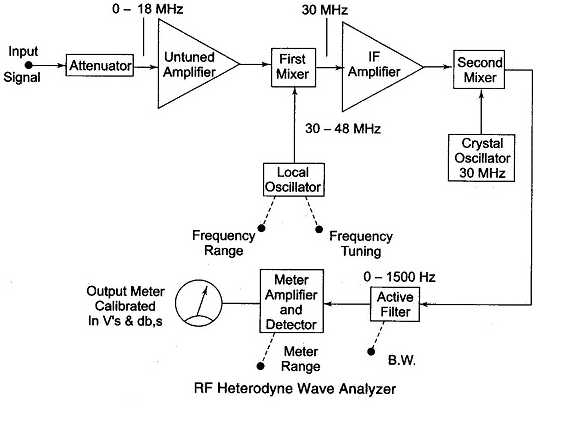 0 – 18 MHz
30 MHz
Input
Signal
Attenuator
Untuned
Amplifier
First
Mixer
IF
Amplifier
Second
Mixer
30 – 48 MHz
Crystal
Oscillator
30 MHz
Local
Oscillator
Frequency
Range
Frequency
Tuning
0 – 1500 Hz
Output Meter
Calibrated
In V's & db,s
Meter
Amplifier
and
Detector
Active
Filter
Meter
Range
B.W.
RF Heterodyne Wave Analyzer